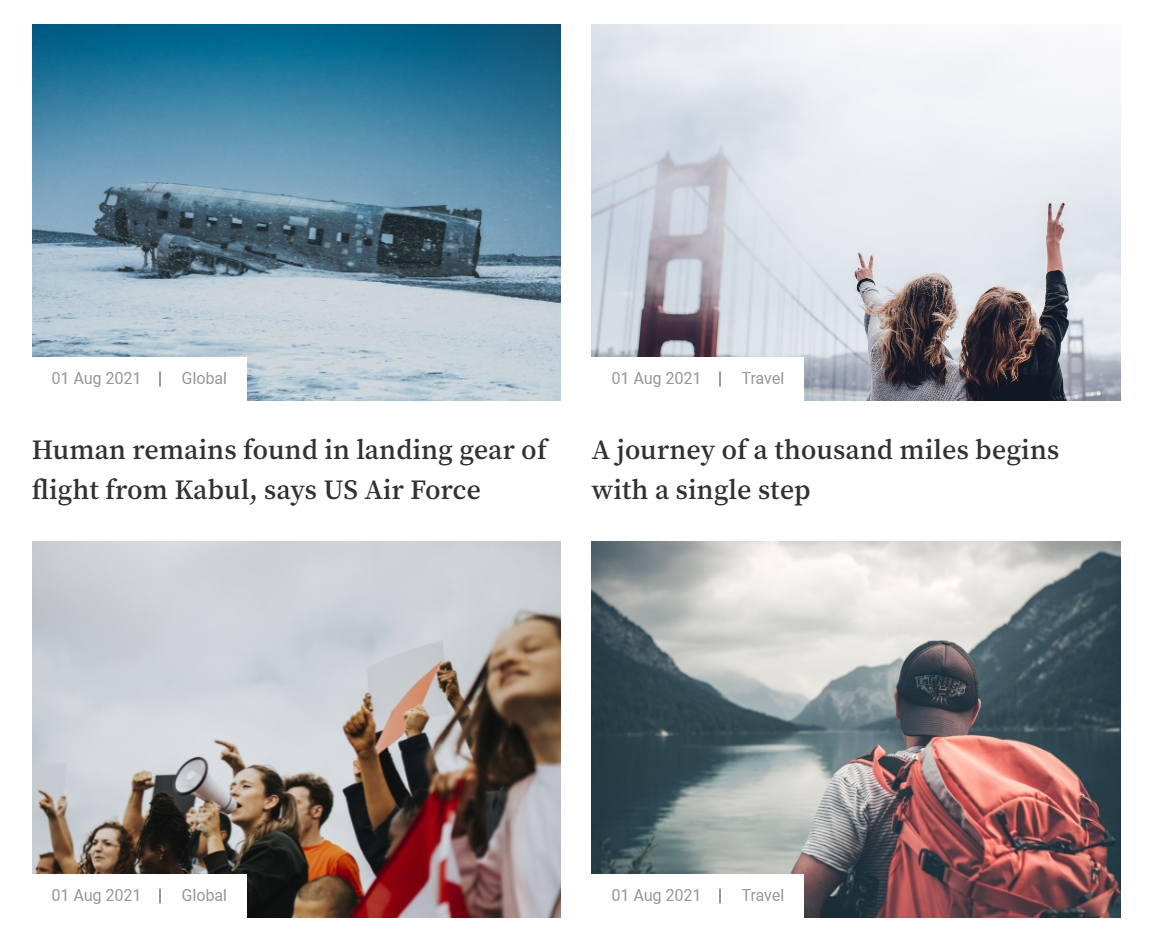 01 Aug 2021 | Global
01 Aug 2021 | Travel
Human remains found in landing gear of
flight from Kabul, says US Air Force
A journey of a thousand miles begins
with a single step
01 Aug 2021 | Global
01 Aug 2021 | Travel